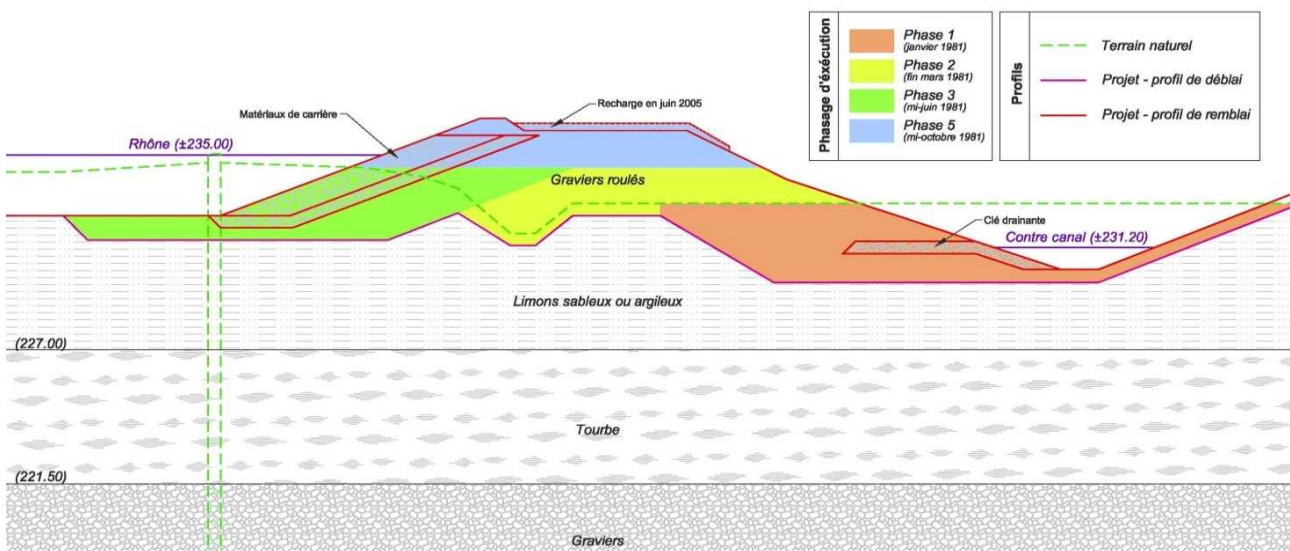 Phasage d'éxécution
Phase 1
(janvier 1981)
Phase 2
(fin mars 1981)
Phase 3
(mi-juin 1981)
Phase 5
(mi-octobre 1981)
Profils
Terrain naturel
Projet - profil de déblai
Projet - profil de remblai
Matériaux de carrière
Recharge en juin 2005
Rhône (±235.00)
Graviers roulés
Clé drainante
Contre canal (±231.20)
Limons sableux ou argileux
(227.00)
Tourbe
(221.50)
Graviers